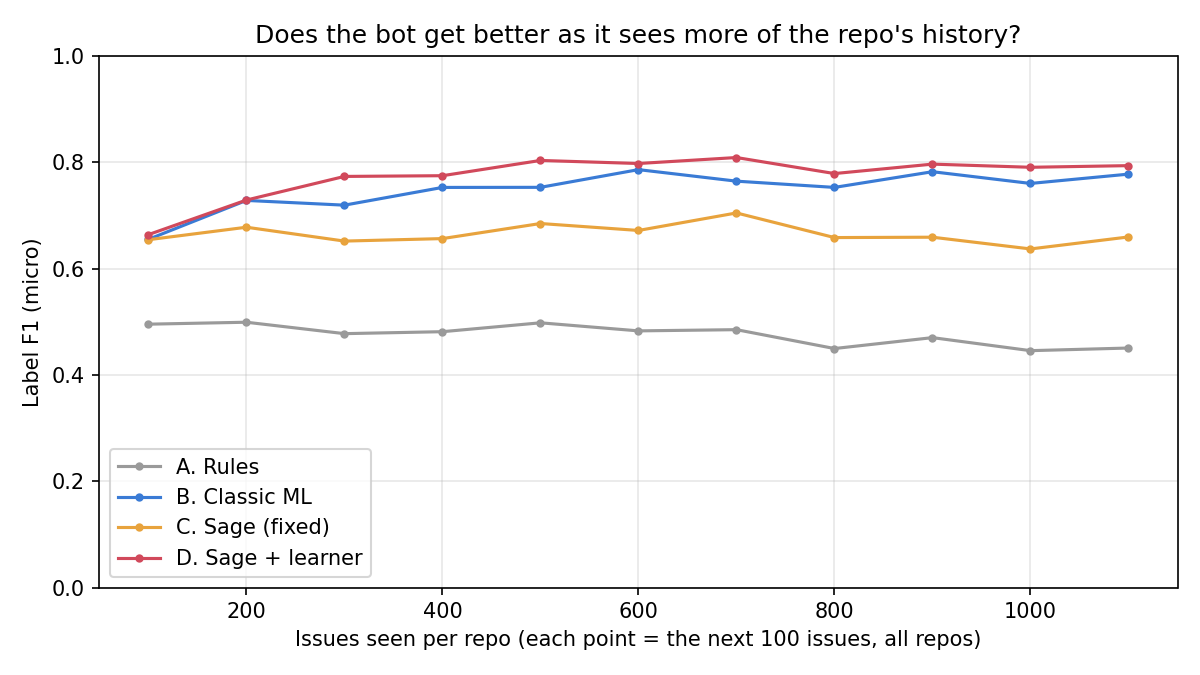 Does the bot get better as it sees more of the repo's history?
Label F1 (micro)
1.0
0.8
0.6
0.4
0.2
0.0
A. Rules
B. Classic ML
C. Sage (fixed)
D. Sage + learner
200 400 600 800 1000
Issues seen per repo (each point = the next 100 issues, all repos)